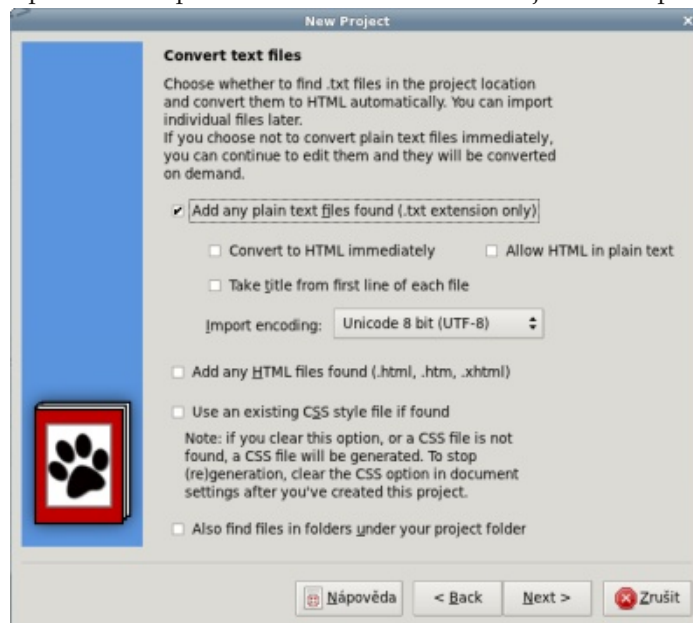 New Project
Convert text files
Choose whether to find .txt files in the project location
and convert them to HTML automatically. You can import
individual files later.
If you choose not to convert plain text files immediately,
you can continue to edit them and they will be converted
on demand.
Add any plain text files found (.txt extension only)
Convert to HTML immediately
Allow HTML in plain text
Take title from first line of each file
Import encoding:
Unicode 8 bit (UTF-8)
Add any HTML files found (.html, .htm, .xhtml)
Use an existing CSS style file if found
Note: if you clear this option, or a CSS file is not
found, a CSS file will be generated. To stop
(re)generation, clear the CSS option in document
settings after you've created this project.
Also find files in folders under your project folder
Nápověda
< Back
Next >
Zrušit